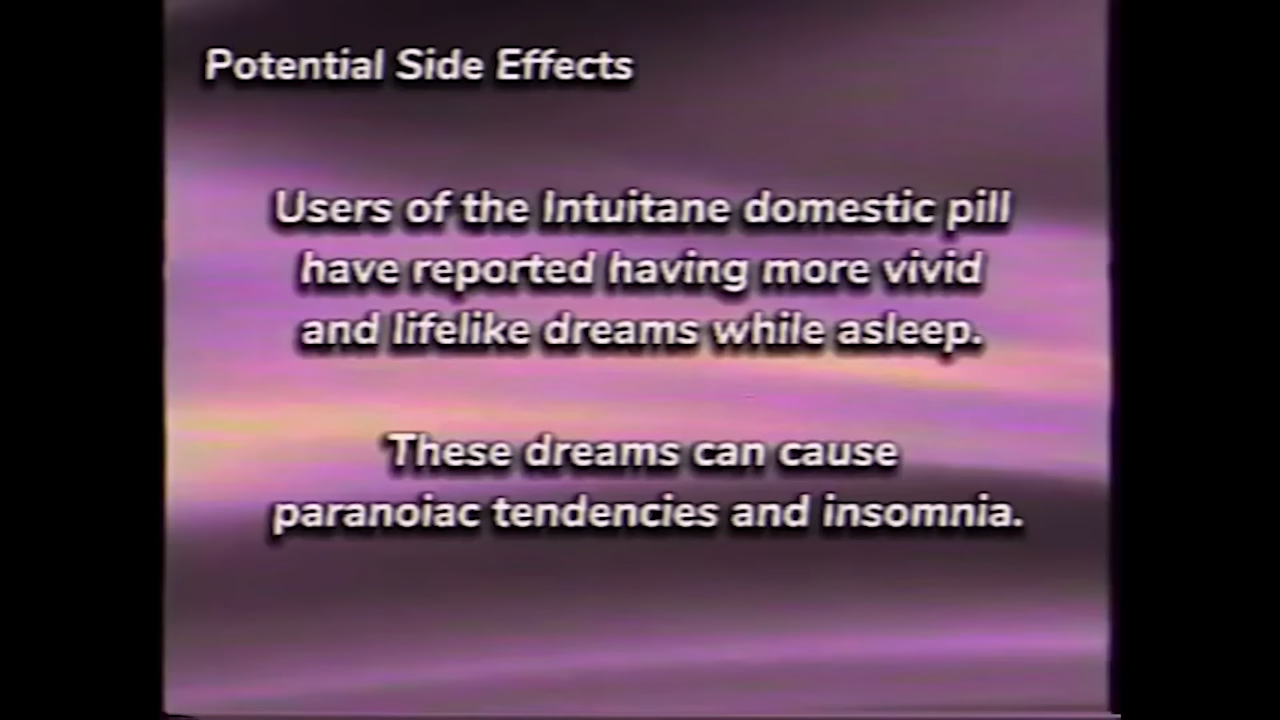 Potential Side Effects
Users of the Intuitane domestic pill
have reported having more vivid
and lifelike dreams while asleep.
These dreams can cause
paranoiac tendencies and insomnia.